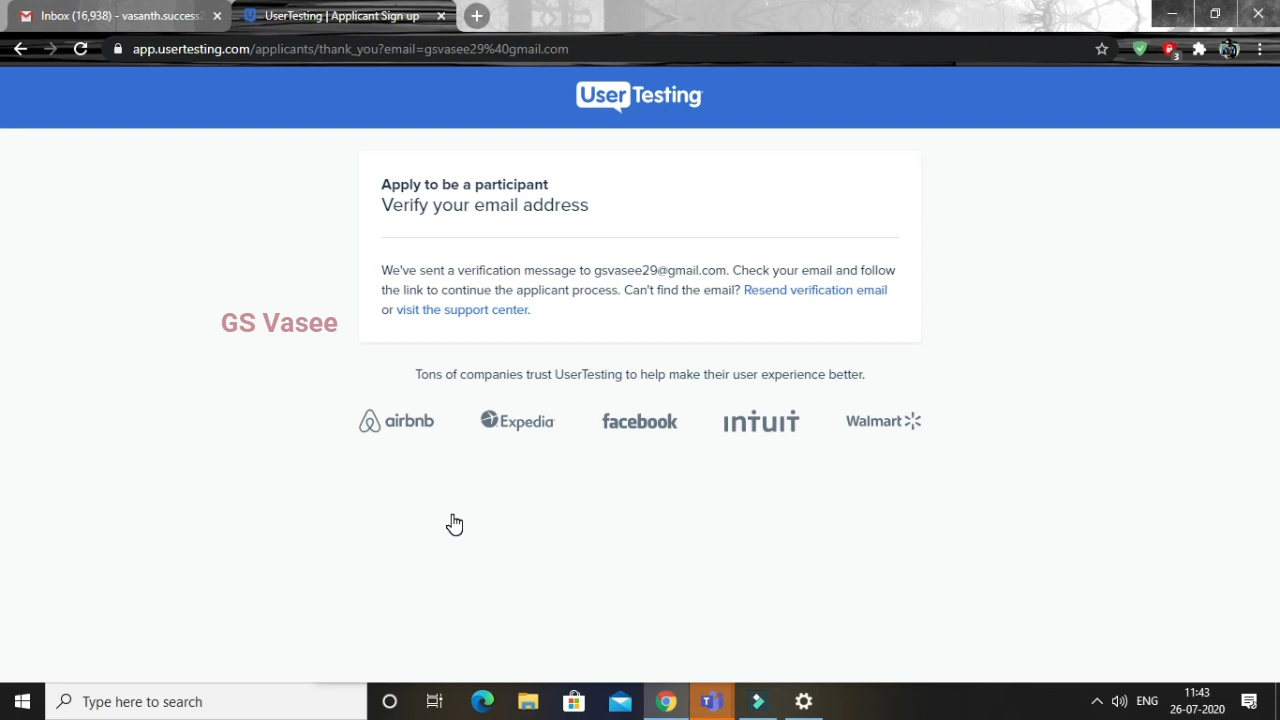 Inbox (16,938) - vasanth.success
UserTesting | Applicant Sign up
app.usertesting.com/applicants/thank_you?email=gsvasee29%40gmail.com
3
UserTesting
Apply to be a participant
Verify your email address
We've sent a verification message to gsvasee29@gmail.com. Check your email and follow
the link to continue the applicant process. Can't find the email? Resend verification email
or visit the support center.
GS Vasee
Tons of companies trust UserTesting to help make their user experience better.
airbnb Expedia facebook intuit Walmart
Type here to search
ENG
11:43
26-07-2020